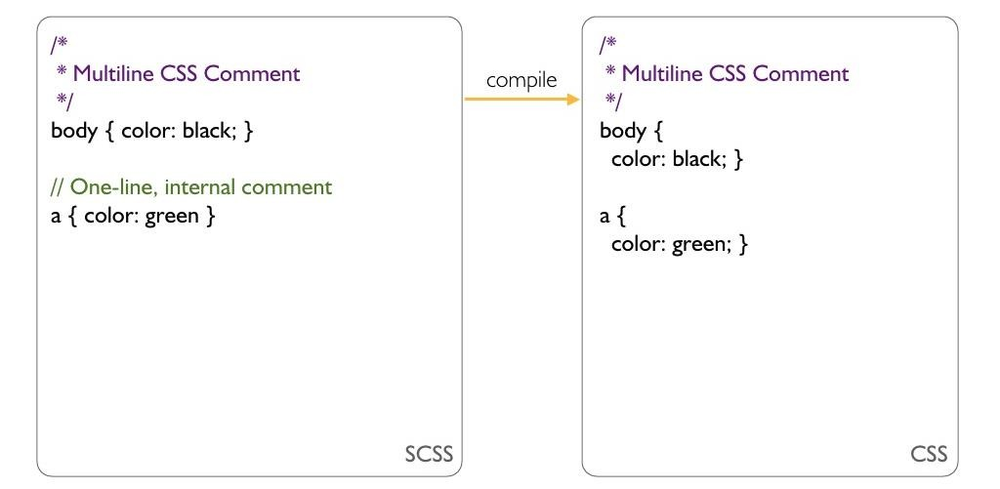 /*
 * Multiline CSS Comment
 */
body { color: black; }

// One-line, internal comment
a { color: green }
SCSS
compile
/*
 * Multiline CSS Comment
 */
body {
  color: black; }

a {
  color: green; }
CSS